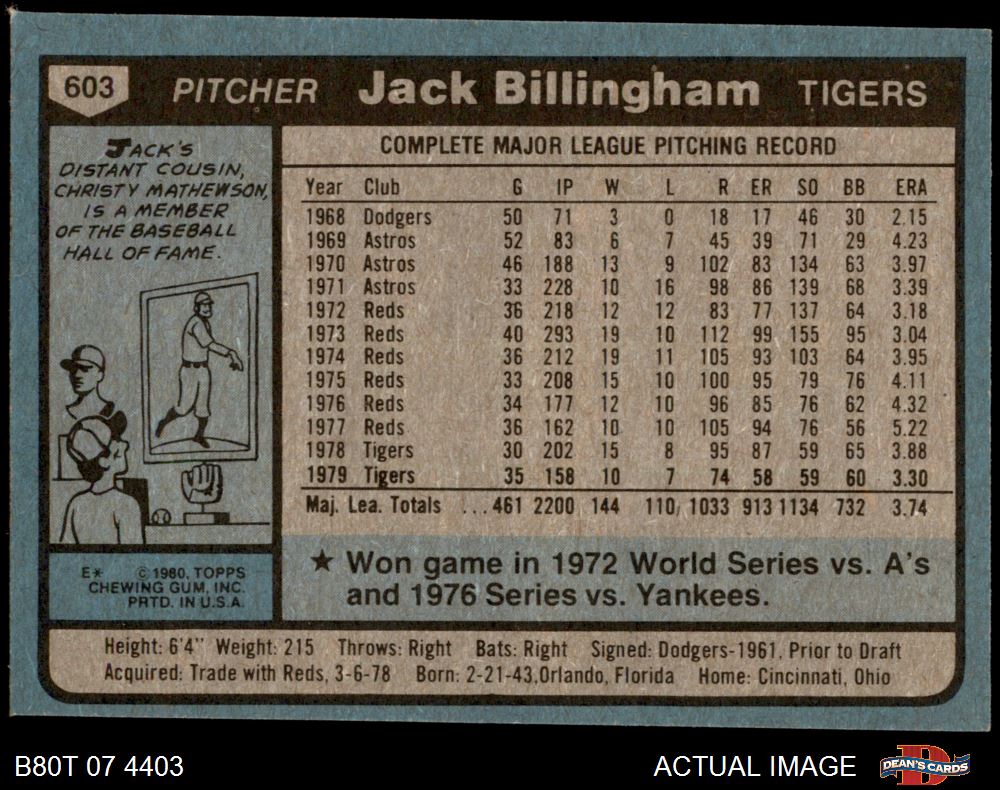 603 PITCHER Jack Billingham TIGERS
JACK'S
DISTANT COUSIN,
CHRISTY MATHEWSON,
IS A MEMBER
OF THE BASEBALL
HALL OF FAME.
COMPLETE MAJOR LEAGUE PITCHING RECORD
Year Club G IP W L R ER SO BB ERA
1968 Dodgers 50 71 3 0 18 17 46 30 2.15
1969 Astros 52 83 6 7 45 39 71 29 4.23
1970 Astros 46 188 13 9 102 83 134 63 3.97
1971 Astros 33 228 10 16 98 86 139 68 3.39
1972 Reds 36 218 12 12 83 77 137 64 3.18
1973 Reds 40 293 19 10 112 99 155 95 3.04
1974 Reds 36 212 19 11 105 93 103 64 3.95
1975 Reds 33 208 15 10 100 95 79 76 4.11
1976 Reds 34 177 12 10 96 85 76 62 4.32
1977 Reds 36 162 10 10 105 94 76 56 5.22
1978 Tigers 30 202 15 8 95 87 59 65 3.88
1979 Tigers 35 158 10 7 74 58 59 60 3.30
Maj. Lea. Totals ...461 2200 144 110 1033 913 1134 732 3.74
★ Won game in 1972 World Series vs. A's
and 1976 Series vs. Yankees.
E* © 1980, TOPPS
CHEWING GUM, INC.
PRTD. IN U.S.A.
Height: 6'4" Weight: 215 Throws: Right Bats: Right Signed: Dodgers-1961, Prior to Draft
Acquired: Trade with Reds, 3-6-78 Born: 2-21-43, Orlando, Florida Home: Cincinnati, Ohio
B80T 07 4403 ACTUAL IMAGE D DEAN'S CARDS